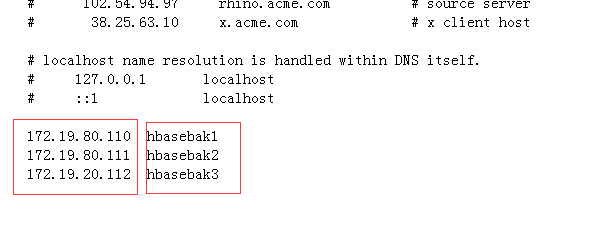 #      102.54.94.97     rhino.acme.com          # source server
#       38.25.63.10     x.acme.com              # x client host
# localhost name resolution is handled within DNS itself.
#     127.0.0.1       localhost
#     ::1             localhost
172.19.80.110  hbasebak1
172.19.80.111  hbasebak2
172.19.20.112  hbasebak3